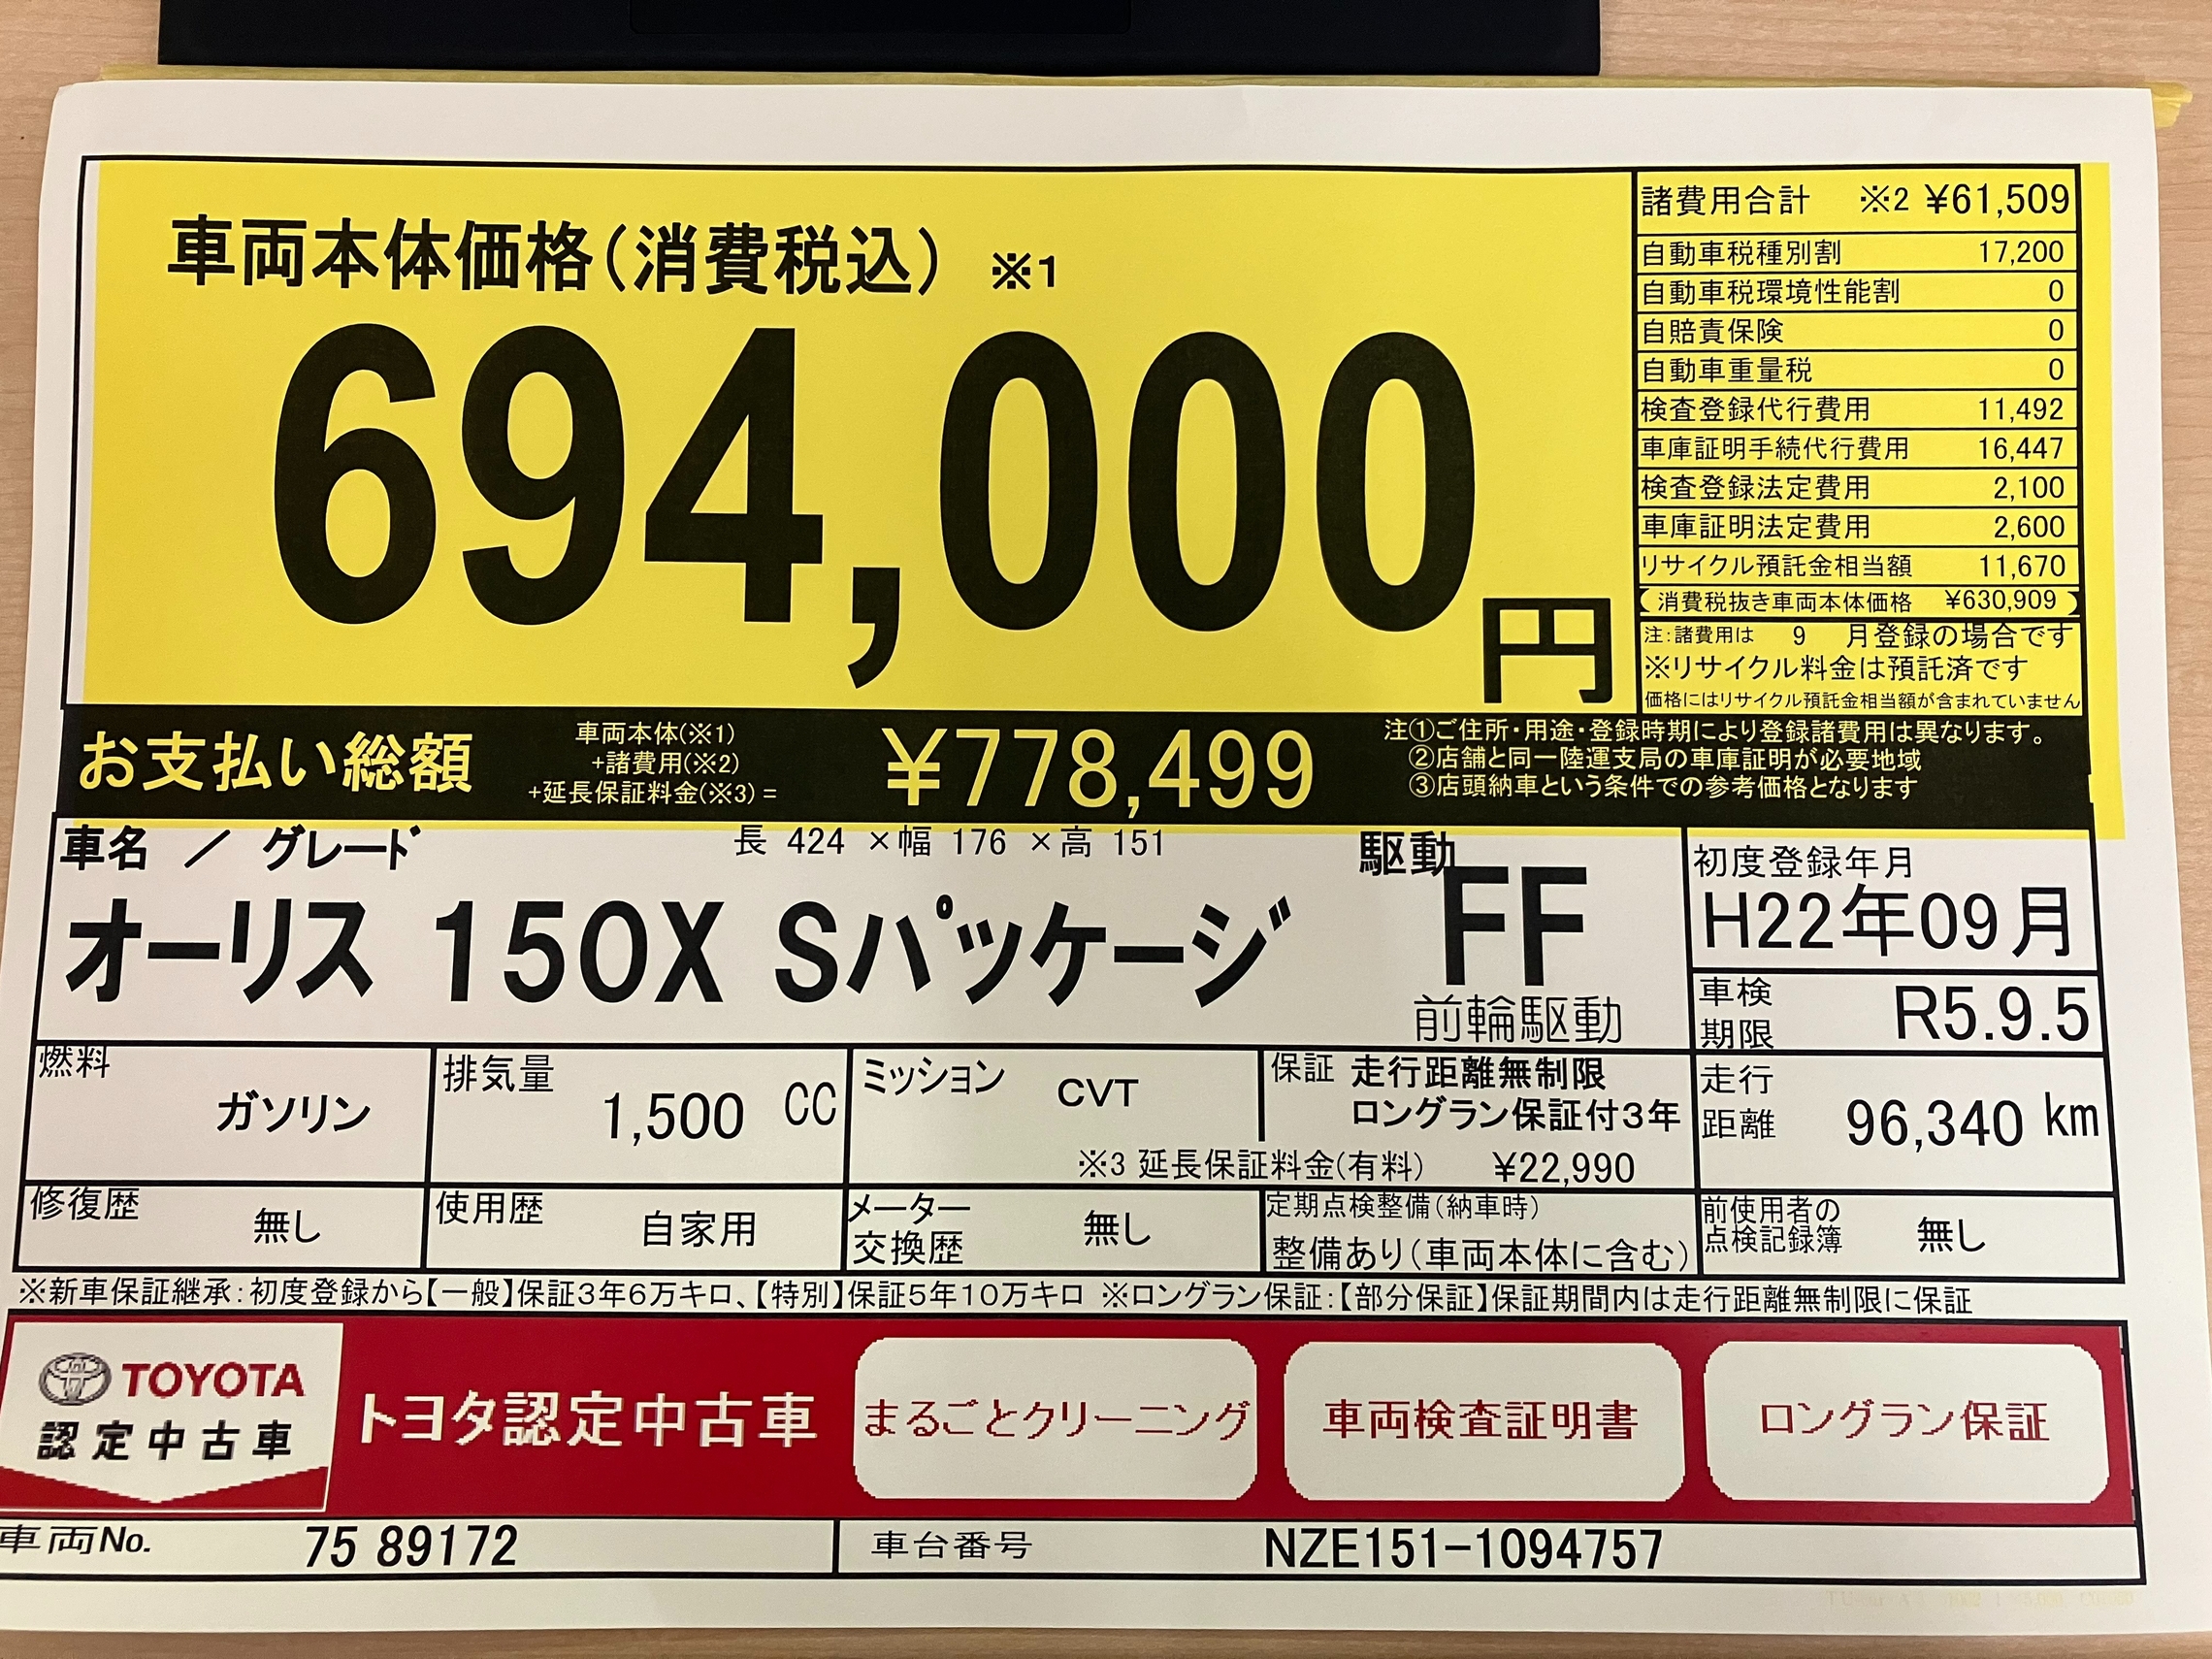 車両本体価格(消費税込) ※1
694,000円
諸費用合計 ※2 ¥61,509
自動車税種別割 17,200
自動車税環境性能割 0
自賠責保険 0
自動車重量税 0
検査登録代行費用 11,492
車庫証明手続代行費用 16,447
検査登録法定費用 2,100
車庫証明法定費用 2,600
リサイクル預託金相当額 11,670
(消費税抜き車両本体価格 ¥630,909)
注:諸費用は 9 月登録の場合です
※リサイクル料金は預託済です
価格にはリサイクル預託金相当額が含まれていません
お支払い総額
車両本体(※1)
+諸費用(※2)
+延長保証料金(※3)=
¥778,499
注①ご住所・用途・登録時期により登録諸費用は異なります。
②店舗と同一陸運支局の車庫証明が必要地域
③店頭納車という条件での参考価格となります
車名 / グレード
長 424 ×幅 176 ×高 151
オーリス 150X Sパッケージ
駆動
FF
前輪駆動
初度登録年月
H22年09月
車検
期限
R5.9.5
燃料
ガソリン
排気量
1,500 CC
ミッション
CVT
保証 走行距離無制限
ロングラン保証付3年
※3 延長保証料金(有料) ¥22,990
走行
距離
96,340 km
修復歴
無し
使用歴
自家用
メーター
交換歴
無し
定期点検整備(納車時)
整備あり(車両本体に含む)
前使用者の
点検記録簿
無し
※新車保証継承:初度登録から【一般】保証3年6万キロ、【特別】保証5年10万キロ ※ロングラン保証:【部分保証】保証期間内は走行距離無制限に保証
TOYOTA
認定中古車
トヨタ認定中古車
まるごとクリーニング
車両検査証明書
ロングラン保証
車両No.
75 89172
車台番号
NZE151-1094757